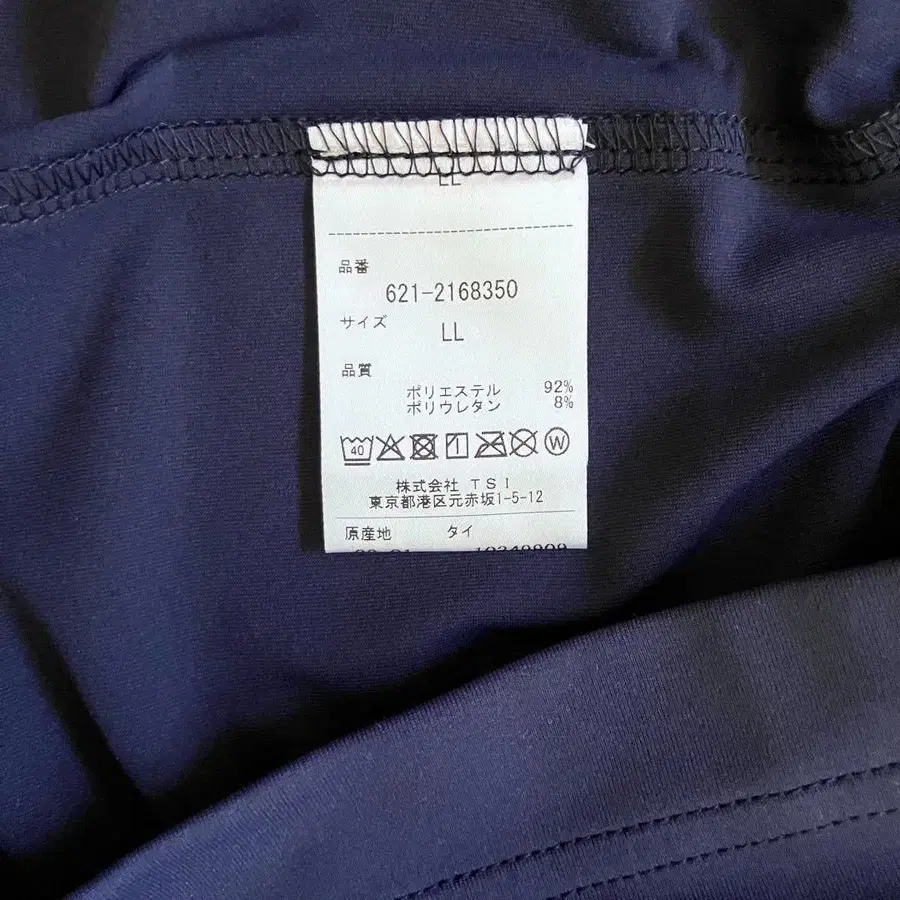 LL
品番
621-2168350
サイズ
LL
品質
ポリエステル 92%
ポリウレタン 8%
40
W
株式会社 TSI
東京都港区元赤坂1-5-12
原産地 タイ